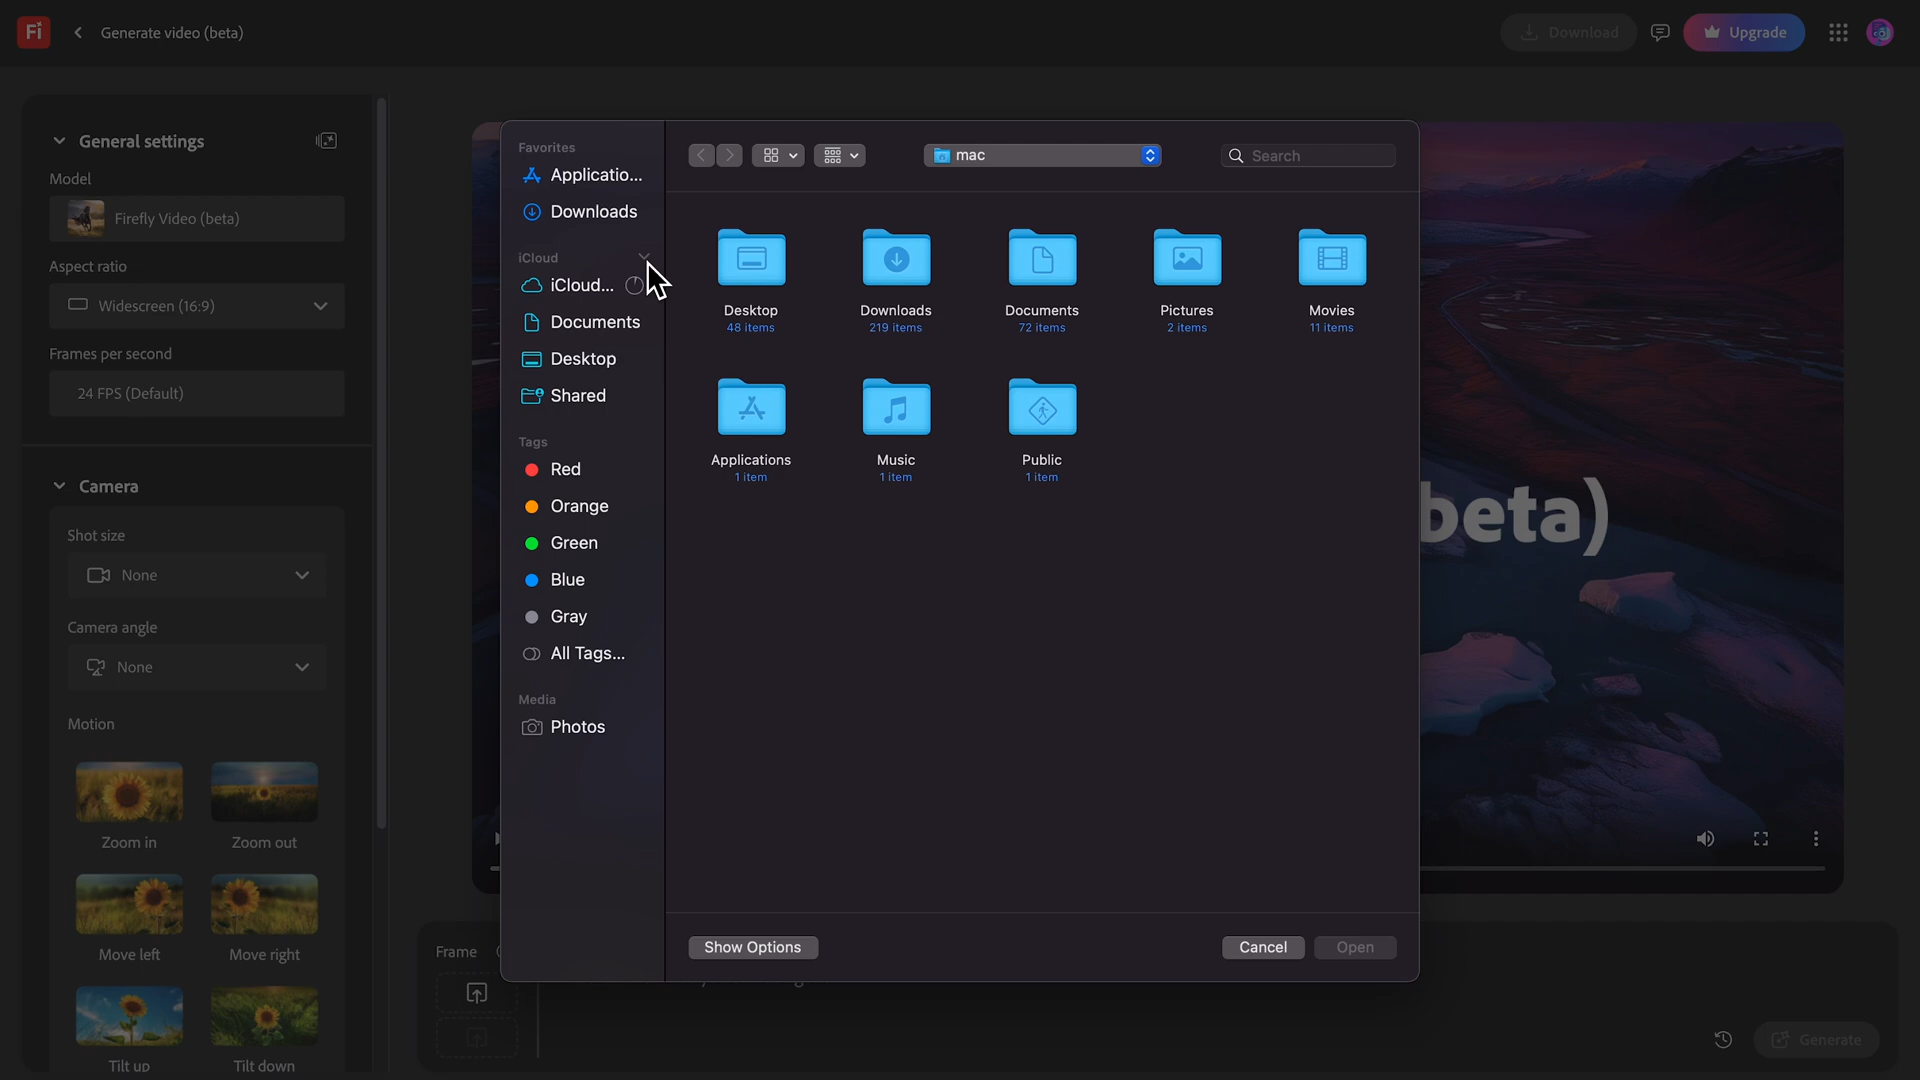 Fi
Generate video (beta)
Download
Upgrade
General settings
Model
Firefly Video (beta)
Aspect ratio
Widescreen (16:9)
Frames per second
24 FPS (Default)
Camera
Shot size
None
Camera angle
None
Motion
Zoom in
Zoom out
Move left
Move right
Tilt up
Tilt down
Favorites
Applicatio...
Downloads
iCloud
iCloud...
Documents
Desktop
Shared
Tags
Red
Orange
Green
Blue
Gray
All Tags...
Media
Photos
mac
Search
Desktop
48 items
Downloads
219 items
Documents
72 items
Pictures
2 items
Movies
11 items
Applications
1 item
Music
1 item
Public
1 item
Show Options
Cancel
Open
beta)
Frame
Generate